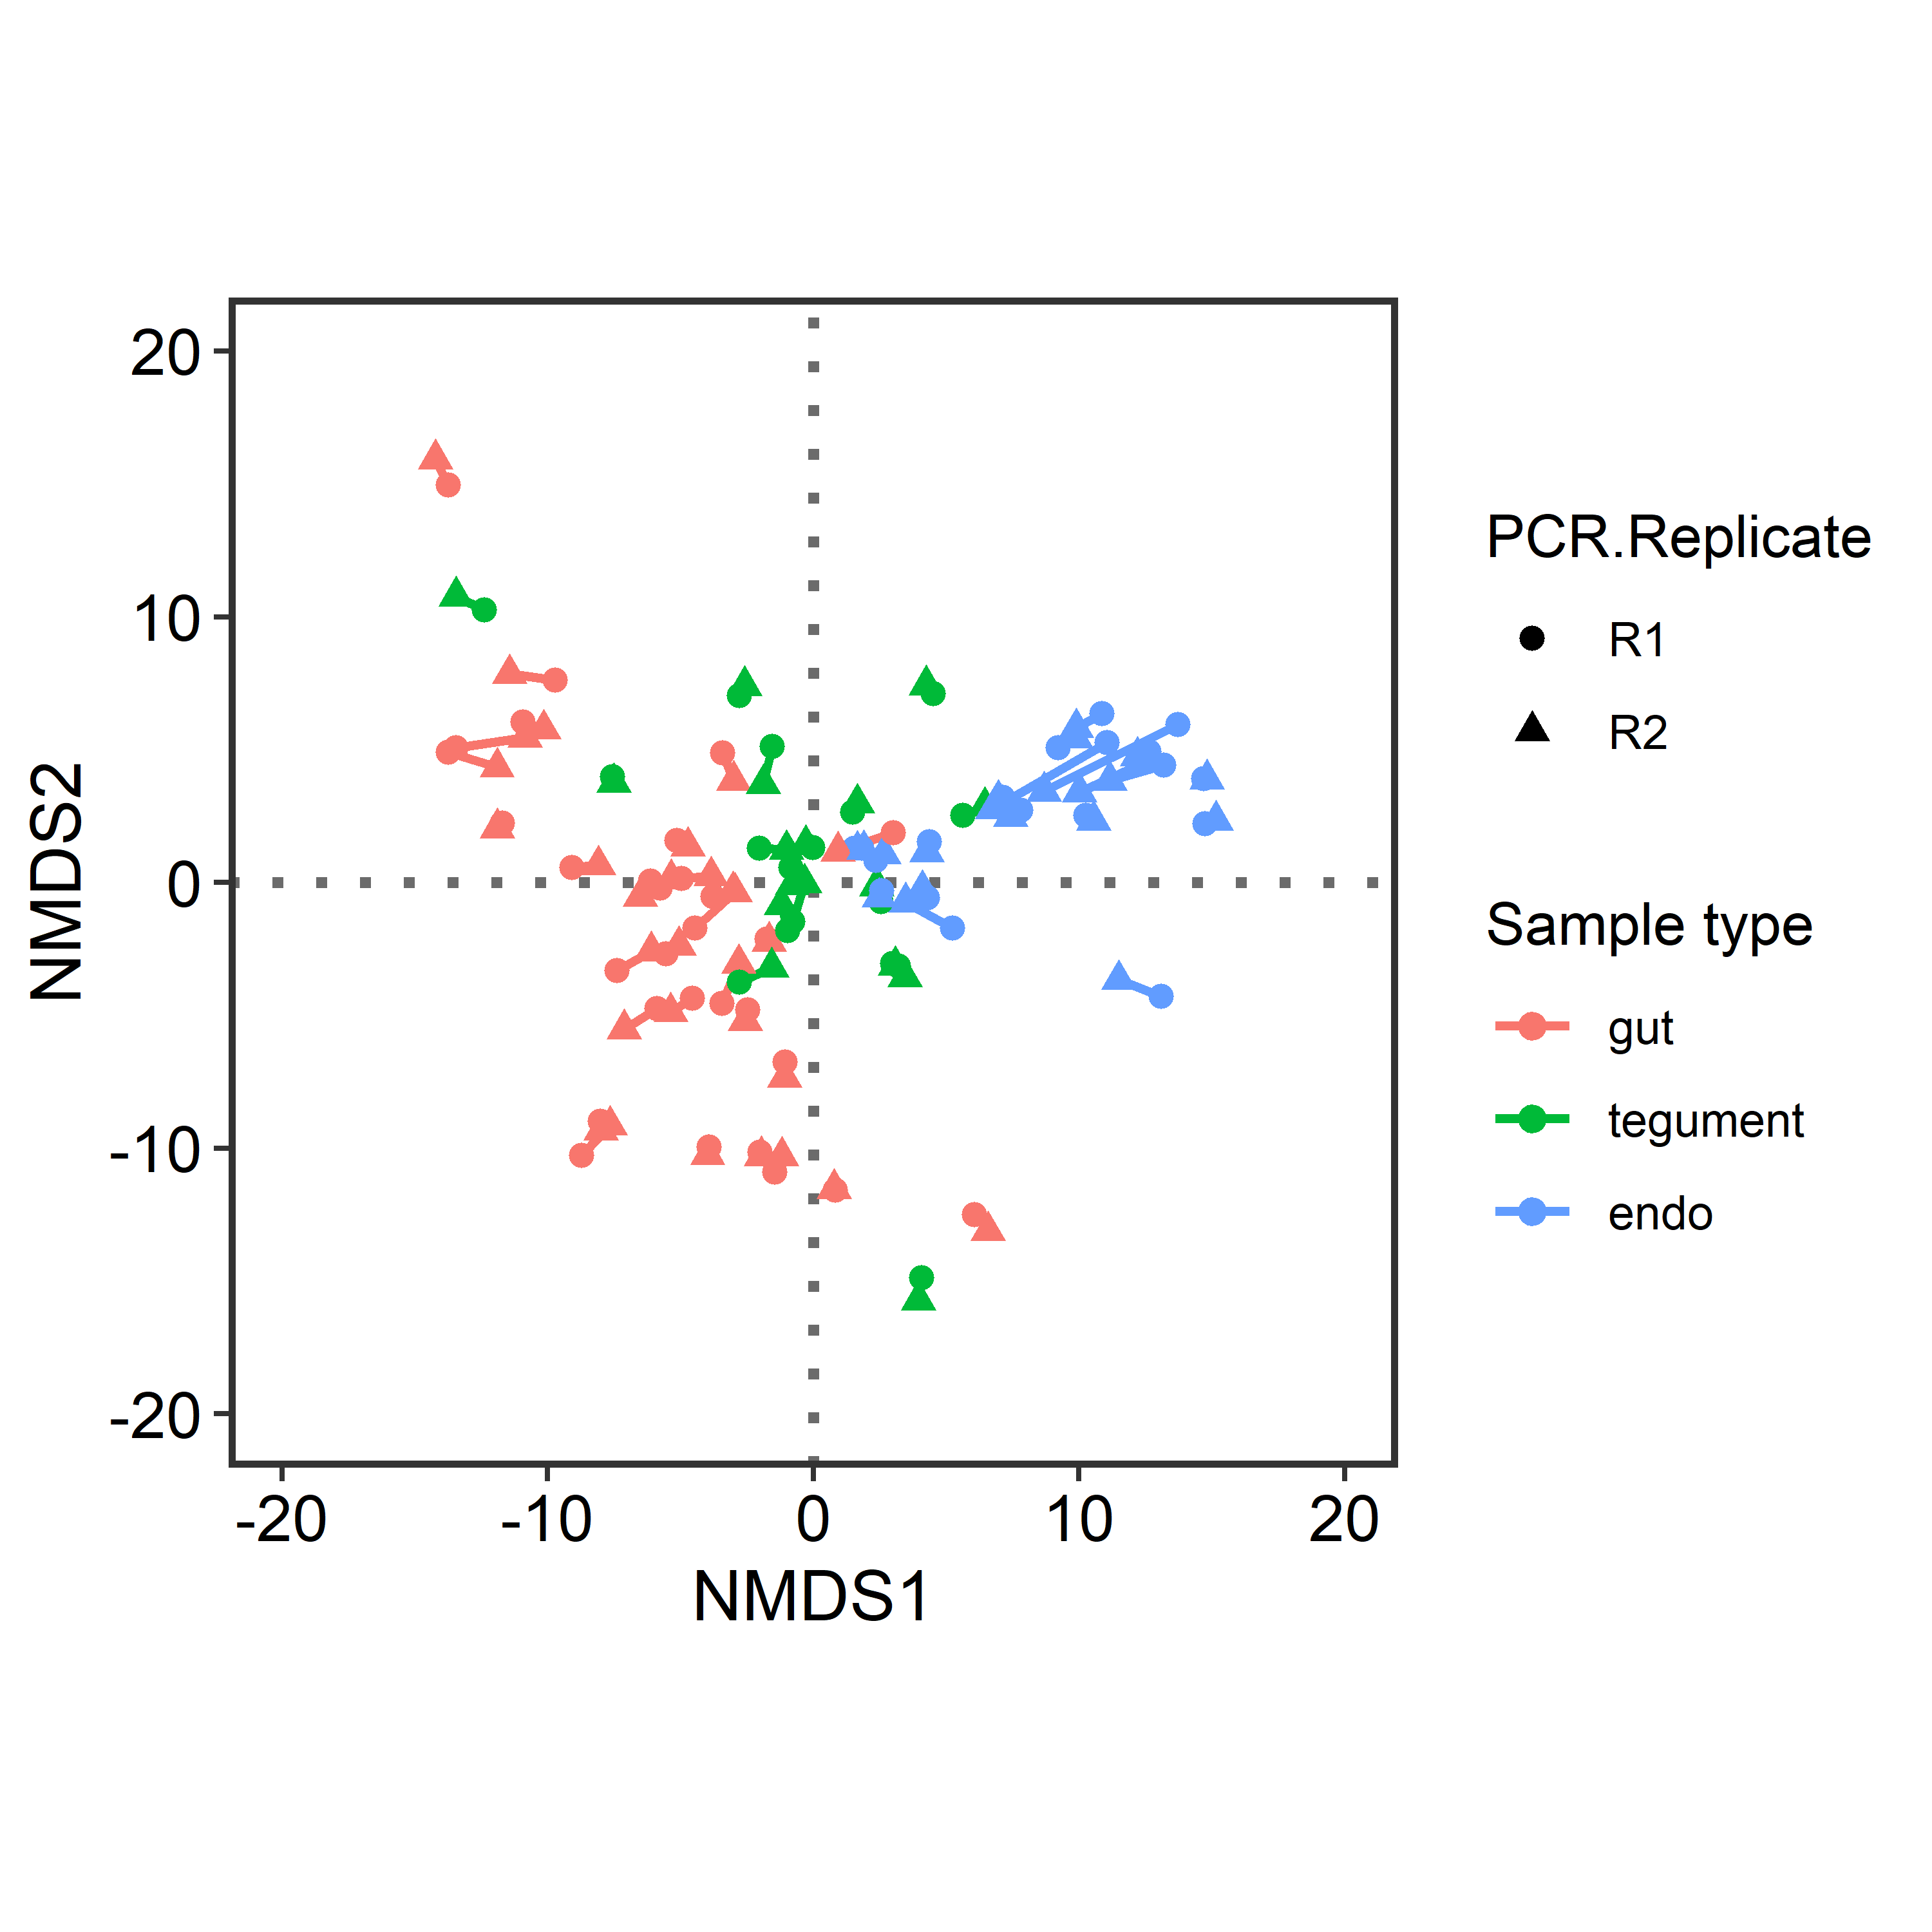 20
10
0
-10
-20
NMDS2
-20 -10 0 10 20
NMDS1
PCR.Replicate
R1
R2
Sample type
gut
tegument
endo